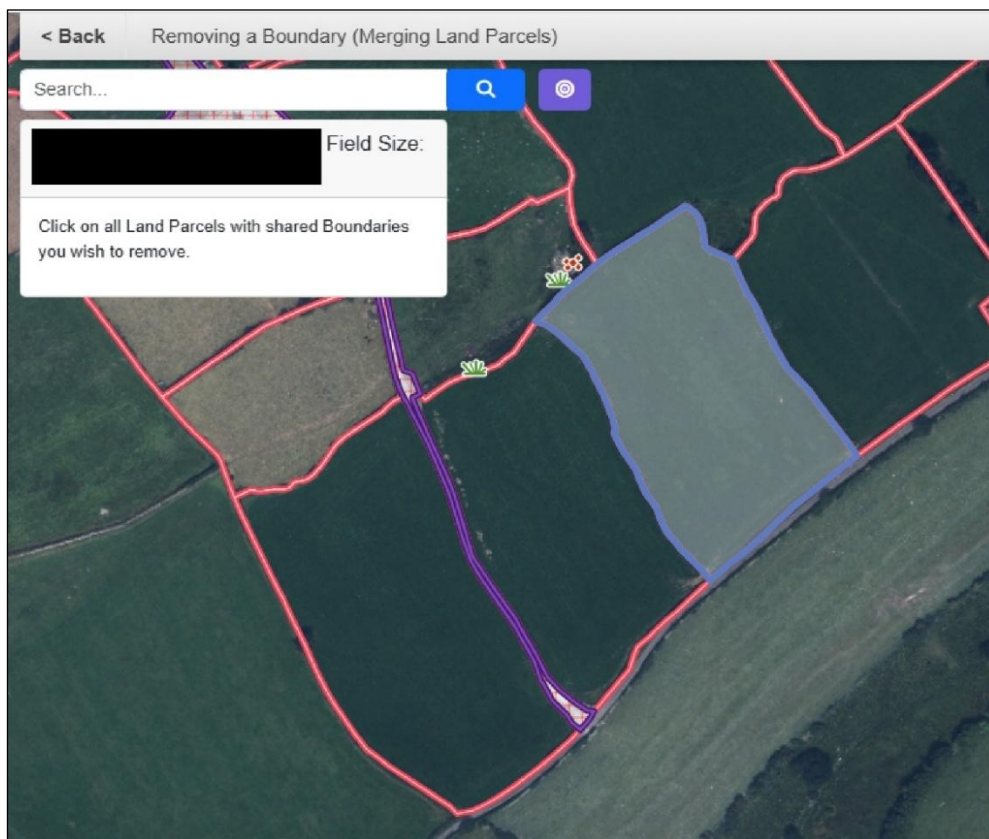 < Back Removing a Boundary (Merging Land Parcels)
Search...
Field Size:
Click on all Land Parcels with shared Boundaries
you wish to remove.